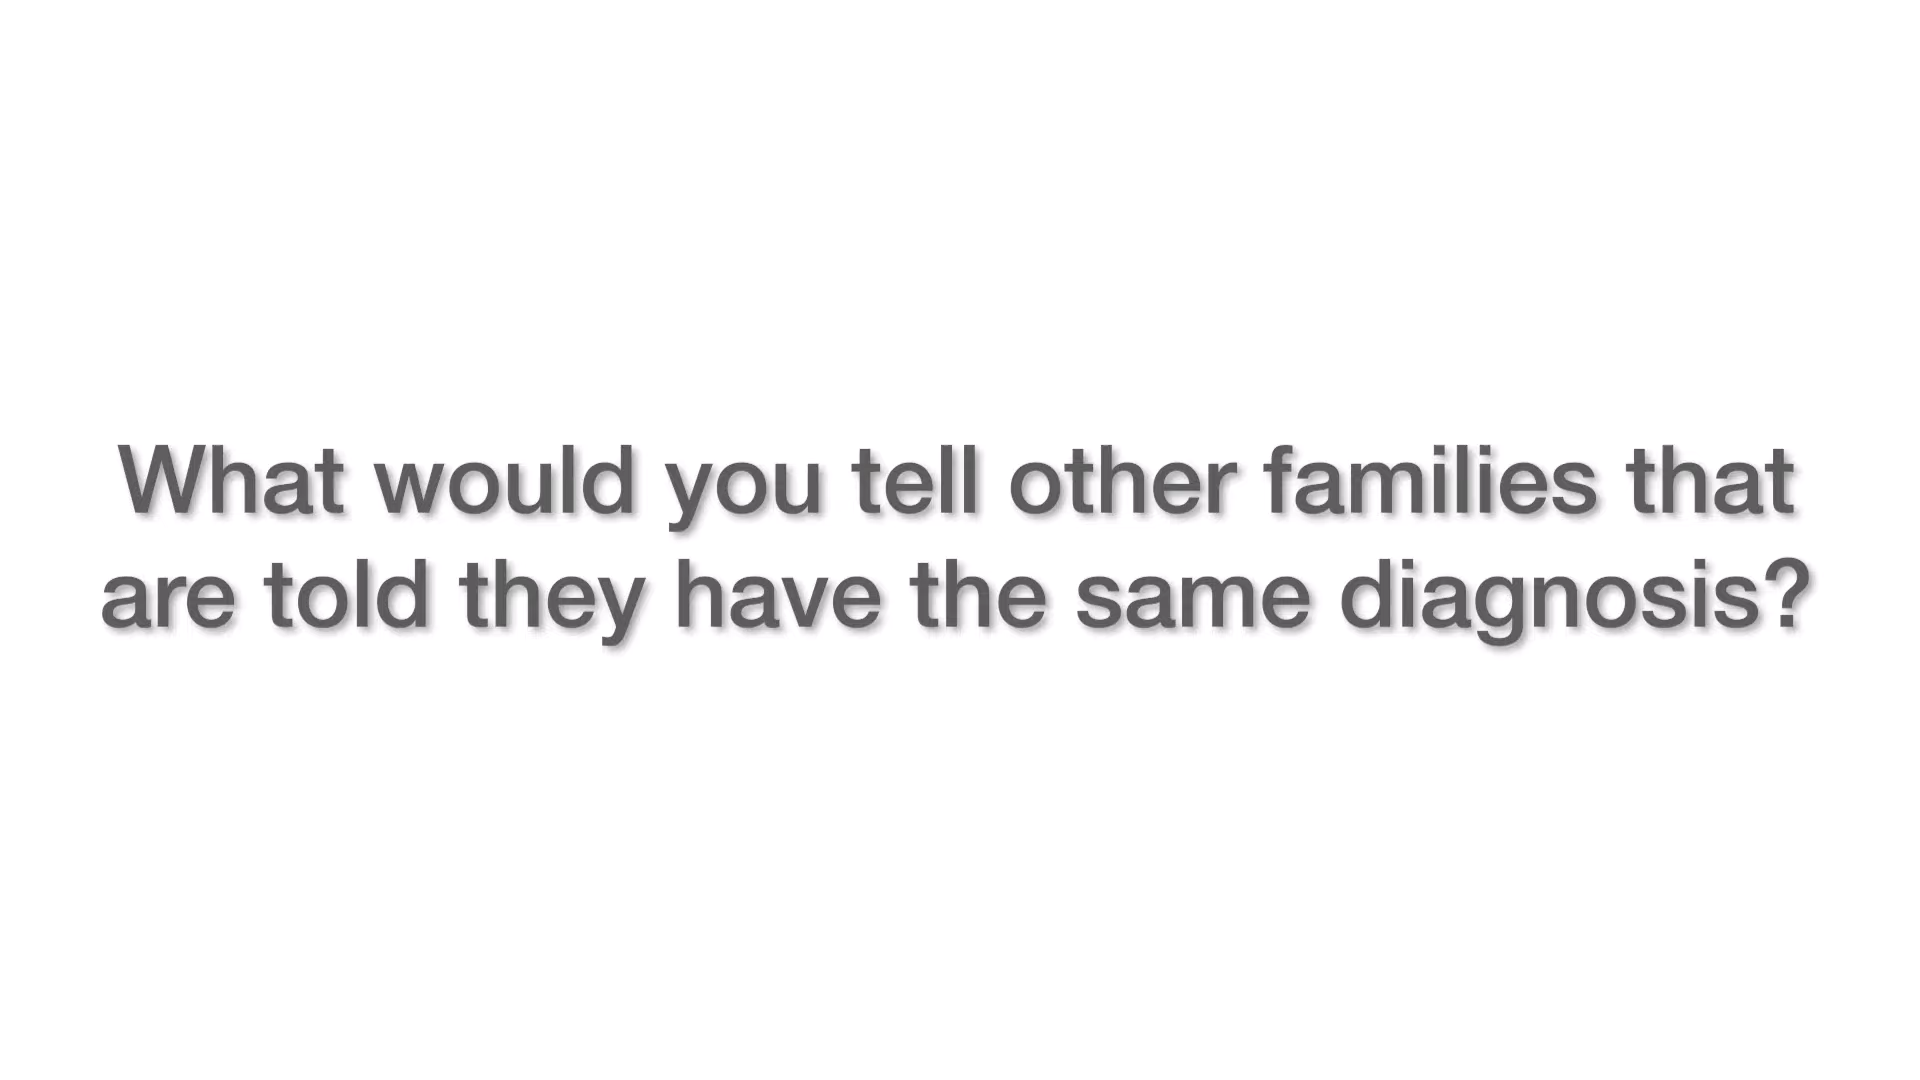 What would you tell other families that
are told they have the same diagnosis?